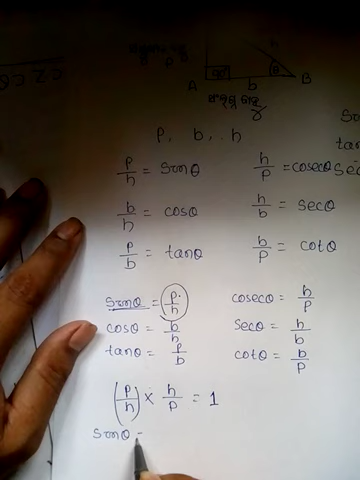 90° θ
A b B
p, b, h
p/h = sinθ h/p = cosecθ
b/h = cosθ h/b = secθ
p/b = tanθ b/p = cotθ
sinθ = p/h cosecθ = h/p
cosθ = b/h secθ = h/b
tanθ = p/b cotθ = b/p
(p/h) × h/p = 1
sinθ =